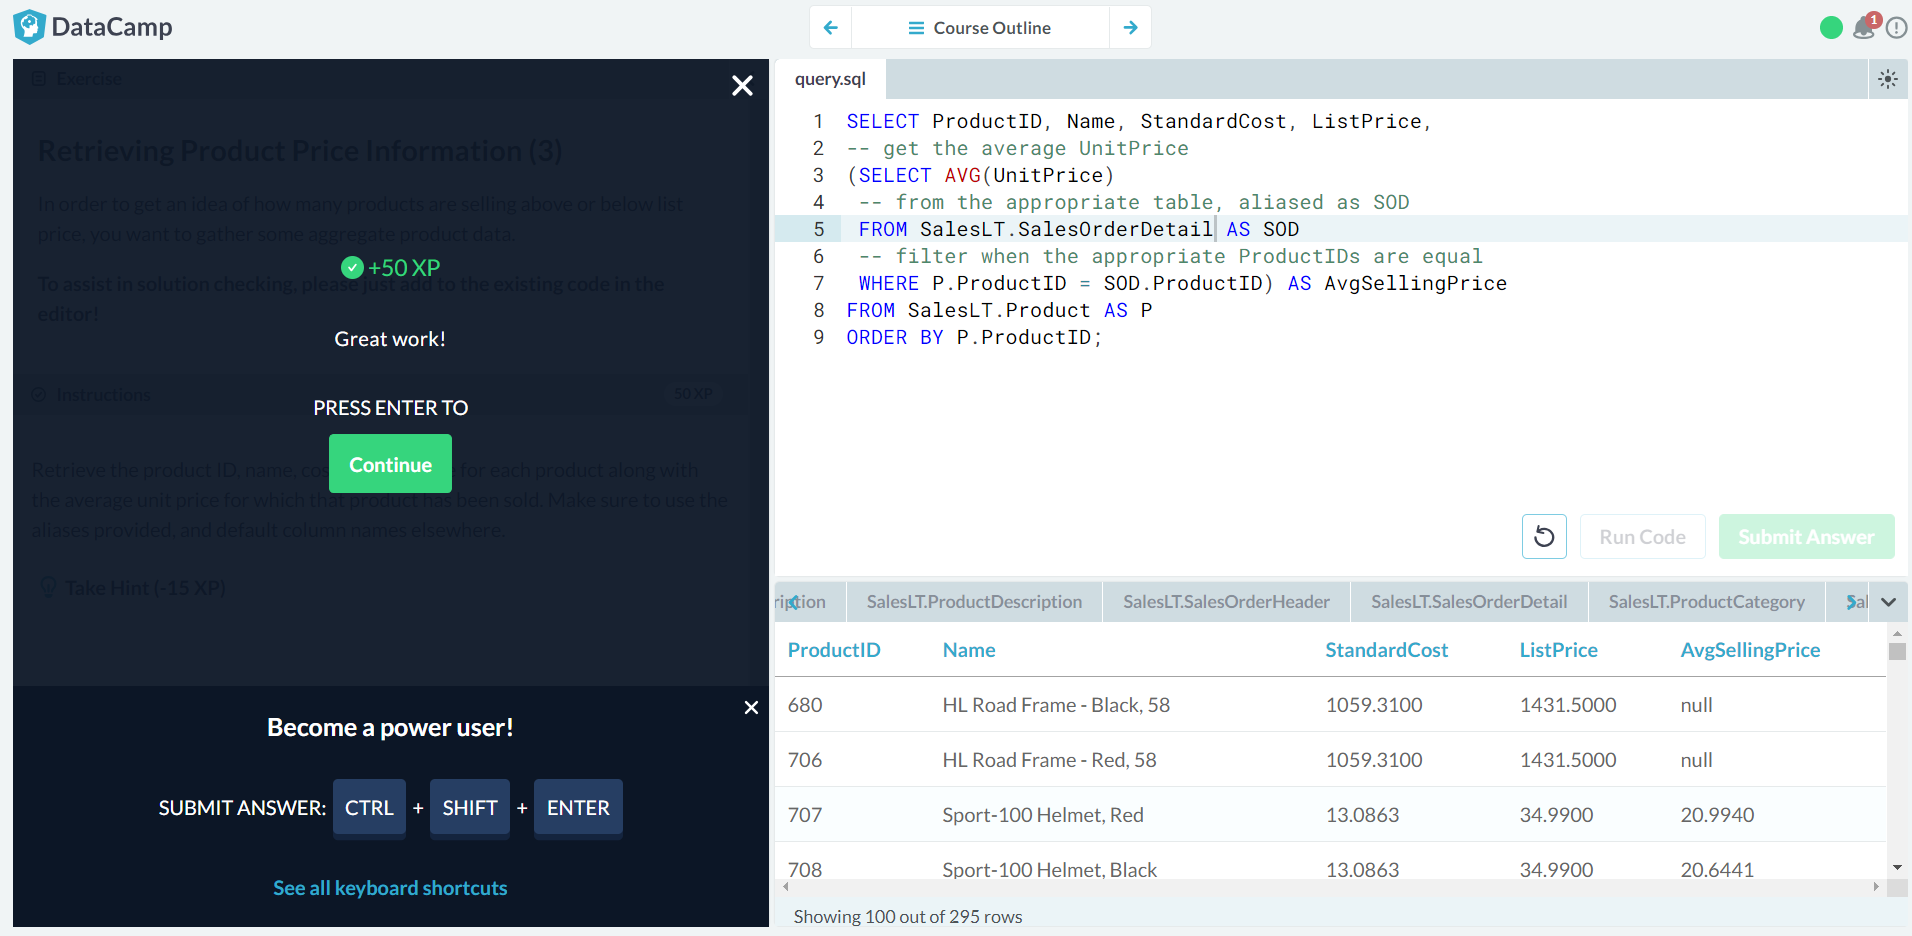 DataCamp
Course Outline
1
Exercise
Retrieving Product Price Information (3)
In order to get an idea of how many products are selling above or below list
price, you want to gather some aggregate product data.
+50 XP
To assist in solution checking, please just add to the existing code in the
editor!
Great work!
Instructions
50 XP
PRESS ENTER TO
Continue
Retrieve the product ID, name, for each product along with
the average unit price for which that product has been sold. Make sure to use the
aliases provided, and default column names elsewhere.
Take Hint (-15 XP)
Become a power user!
SUBMIT ANSWER: CTRL + SHIFT + ENTER
See all keyboard shortcuts
query.sql
1 SELECT ProductID, Name, StandardCost, ListPrice,
2 -- get the average UnitPrice
3 (SELECT AVG(UnitPrice)
4 -- from the appropriate table, aliased as SOD
5 FROM SalesLT.SalesOrderDetail AS SOD
6 -- filter when the appropriate ProductIDs are equal
7 WHERE P.ProductID = SOD.ProductID) AS AvgSellingPrice
8 FROM SalesLT.Product AS P
9 ORDER BY P.ProductID;
Run Code
Submit Answer
ription SalesLT.ProductDescription SalesLT.SalesOrderHeader SalesLT.SalesOrderDetail SalesLT.ProductCategory Sal
ProductID Name StandardCost ListPrice AvgSellingPrice
680 HL Road Frame - Black, 58 1059.3100 1431.5000 null
706 HL Road Frame - Red, 58 1059.3100 1431.5000 null
707 Sport-100 Helmet, Red 13.0863 34.9900 20.9940
708 Sport-100 Helmet, Black 13.0863 34.9900 20.6441
Showing 100 out of 295 rows